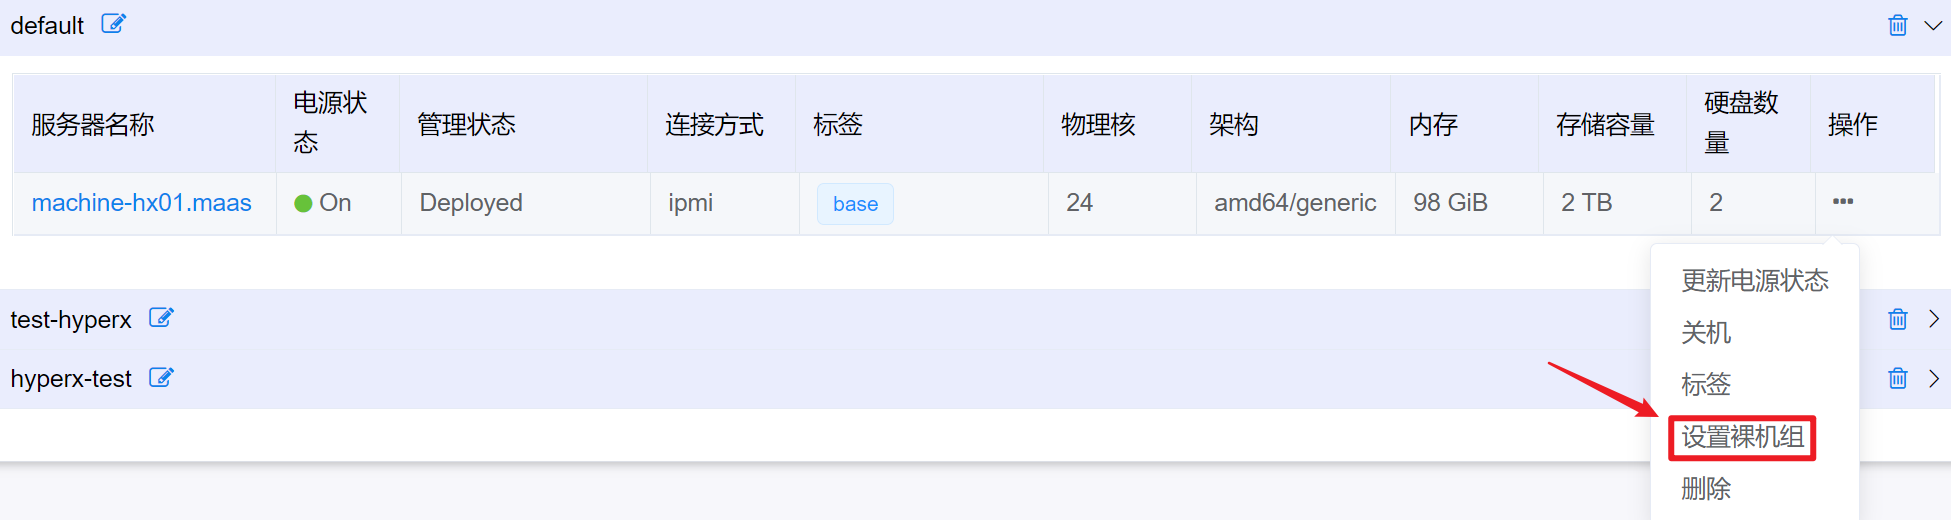 default
服务器名称 电源状态 管理状态 连接方式 标签 物理核 架构 内存 存储容量 硬盘数量 操作
machine-hx01.maas On Deployed ipmi base 24 amd64/generic 98 GiB 2 TB 2 •••
更新电源状态
test-hyperx
关机
hyperx-test
标签
设置裸机组
删除